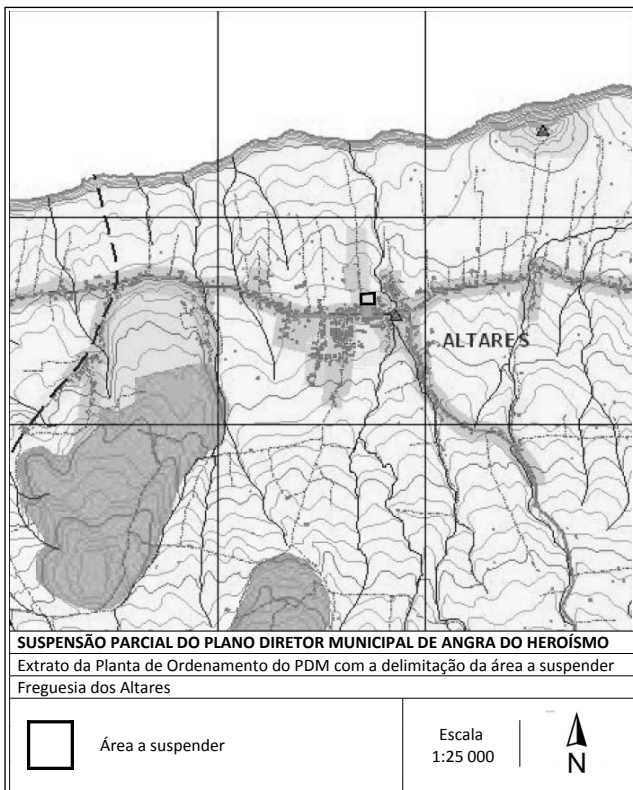 ALTARES
SUSPENSÃO PARCIAL DO PLANO DIRETOR MUNICIPAL DE ANGRA DO HEROÍSMO
Extrato da Planta de Ordenamento do PDM com a delimitação da área a suspender
Freguesia dos Altares
Área a suspender
Escala
1:25 000
N